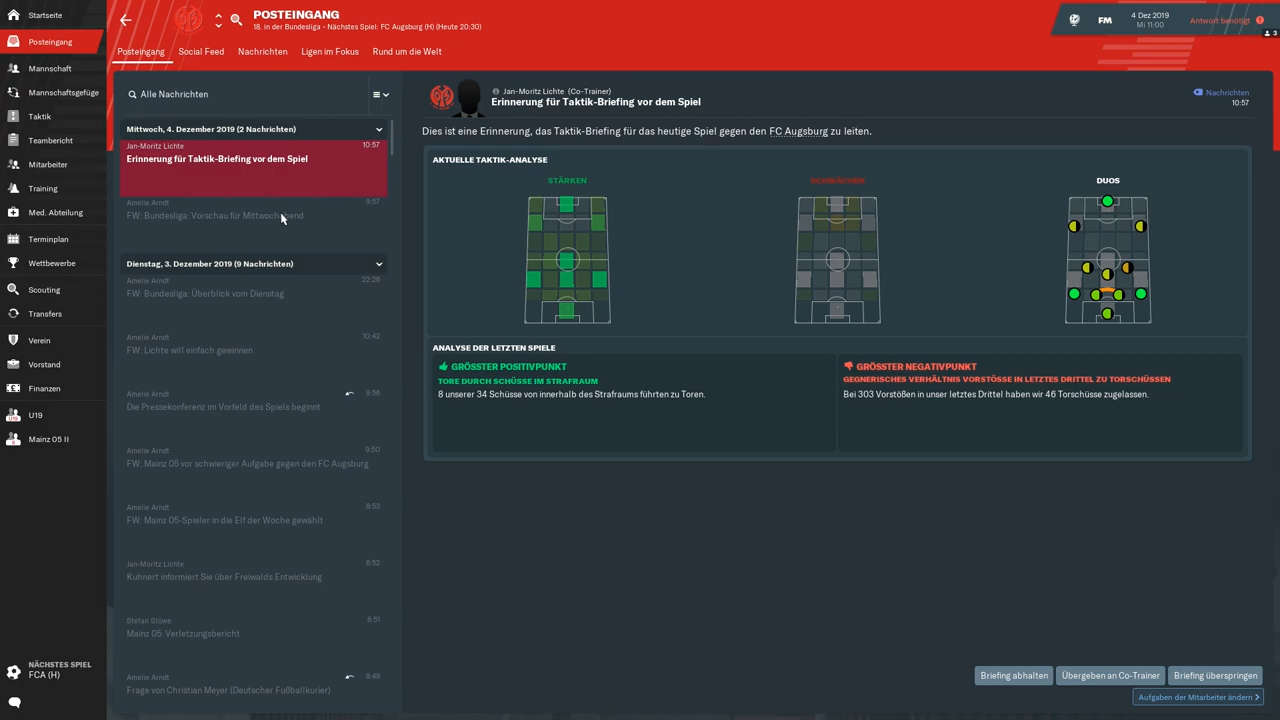 Startseite
Posteingang
Mannschaft
Mannschaftsgefüge
Taktik
Teambericht
Mitarbeiter
Training
Med. Abteilung
Terminplan
Wettbewerbe
Scouting
Transfers
Verein
Vorstand
Finanzen
U19
Mainz 05 II
NÄCHSTES SPIEL
FCA (H)
POSTEINGANG
18. in der Bundesliga - Nächstes Spiel: FC Augsburg (H) (Heute 20:30)
FM
4 Dez 2019
Mi 11:00
Antwort benötigt
3
Posteingang
Social Feed
Nachrichten
Ligen im Fokus
Rund um die Welt
Alle Nachrichten
Mittwoch, 4. Dezember 2019 (2 Nachrichten)
Jan-Moritz Lichte 10:57
Erinnerung für Taktik-Briefing vor dem Spiel
Amelie Arndt 9:57
FW: Bundesliga: Vorschau für Mittwochabend
Dienstag, 3. Dezember 2019 (9 Nachrichten)
Amelie Arndt 22:26
FW: Bundesliga: Überblick vom Dienstag
Amelie Arndt 10:42
FW: Lichte will einfach gewinnen
Amelie Arndt 9:56
Die Pressekonferenz im Vorfeld des Spiels beginnt
Amelie Arndt 9:50
FW: Mainz 05 vor schwieriger Aufgabe gegen den FC Augsburg
Amelie Arndt 8:53
FW: Mainz 05-Spieler in die Elf der Woche gewählt
Jan-Moritz Lichte 8:52
Kuhnert informiert Sie über Freiwalds Entwicklung
Stefan Stüwe 8:51
Mainz 05: Verletzungsbericht
Amelie Arndt 8:49
Frage von Christian Meyer (Deutscher Fußballkurier)
Jan-Moritz Lichte (Co-Trainer)
Erinnerung für Taktik-Briefing vor dem Spiel
Nachrichten
10:57
Dies ist eine Erinnerung, das Taktik-Briefing für das heutige Spiel gegen den FC Augsburg zu leiten.
AKTUELLE TAKTIK-ANALYSE
STÄRKEN
SCHWÄCHEN
DUOS
ANALYSE DER LETZTEN SPIELE
GRÖSSTER POSITIVPUNKT
TORE DURCH SCHÜSSE IM STRAFRAUM
8 unserer 34 Schüsse von innerhalb des Strafraums führten zu Toren.
GRÖSSTER NEGATIVPUNKT
GEGNERISCHES VERHÄLTNIS VORSTÖSSE IN LETZTES DRITTEL ZU TORSCHÜSSEN
Bei 303 Vorstößen in unser letztes Drittel haben wir 46 Torschüsse zugelassen.
Briefing abhalten
Übergeben an Co-Trainer
Briefing überspringen
Aufgaben der Mitarbeiter ändern